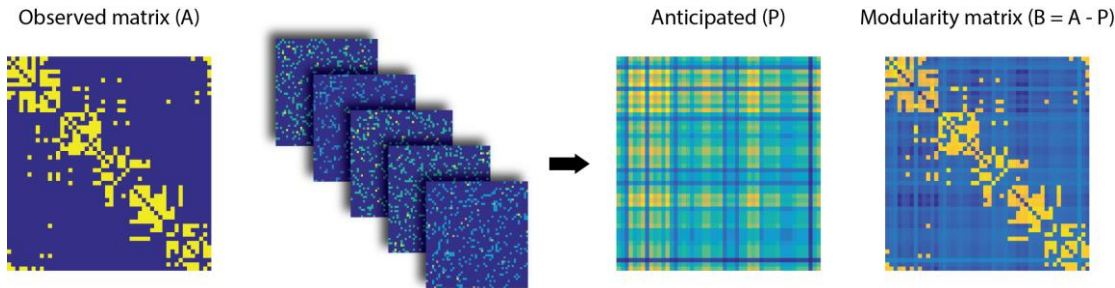 Observed matrix (A)
Anticipated (P)
Modularity matrix (B = A - P)